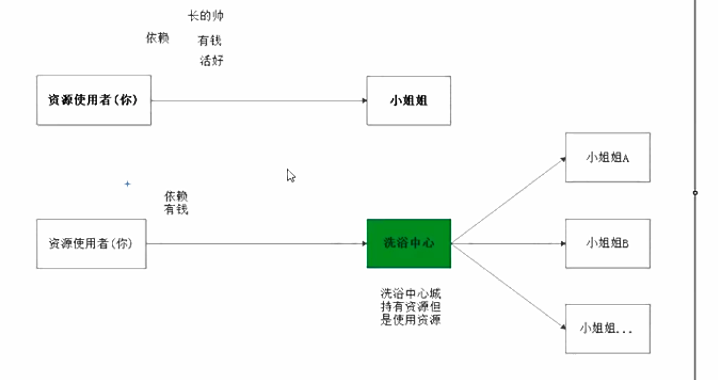 长的帅
依赖 有钱
活好
资源使用者(你)
小姐姐
小姐姐A
依赖
有钱
资源使用者(你)
洗浴中心
小姐姐B
洗浴中心城
持有资源但
是使用资源
小姐姐...